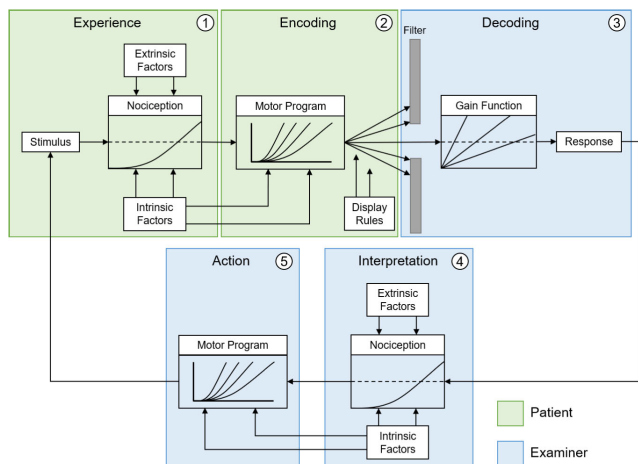 Experience
1
Extrinsic
Factors
Nociception
Stimulus
Intrinsic
Factors
Encoding
2
Motor Program
Display
Rules
Filter
Decoding
3
Gain Function
Response
Interpretation
4
Extrinsic
Factors
Nociception
Intrinsic
Factors
Action
5
Motor Program
Patient
Examiner